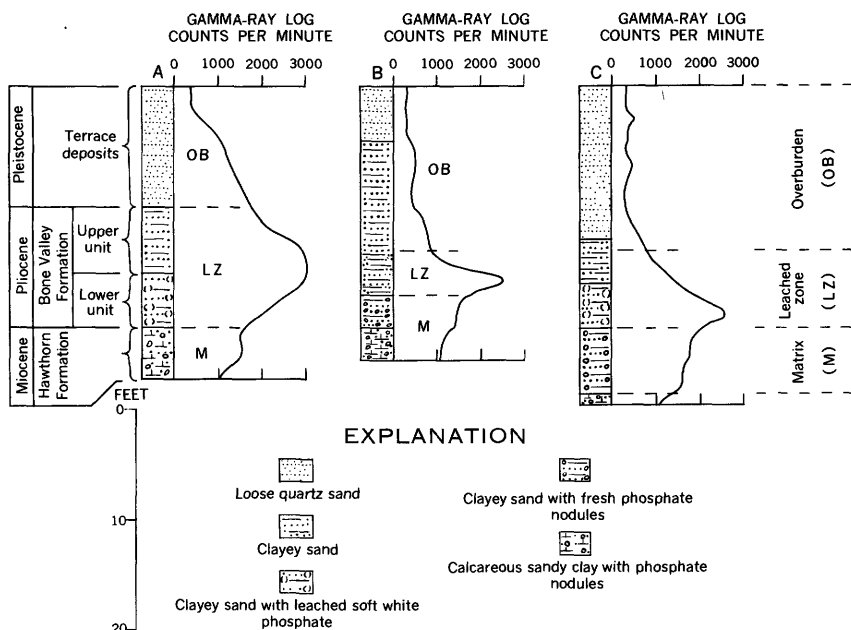 GAMMA-RAY LOG
COUNTS PER MINUTE
A 0 1000 2000 3000
GAMMA-RAY LOG
COUNTS PER MINUTE
B 0 1000 2000 3000
GAMMA-RAY LOG
COUNTS PER MINUTE
C 0 1000 2000 3000
Pleistocene
Terrace
deposits
Pliocene
Bone Valley
Formation
Upper
unit
Lower
unit
Miocene
Hawthorn
Formation
OB
LZ
M
OB
LZ
M
Overburden
(OB)
Leached
zone
(LZ)
Matrix
(M)
FEET
0
10
20
EXPLANATION
Loose quartz sand
Clayey sand
Clayey sand with leached soft white
phosphate
Clayey sand with fresh phosphate
nodules
Calcareous sandy clay with phosphate
nodules